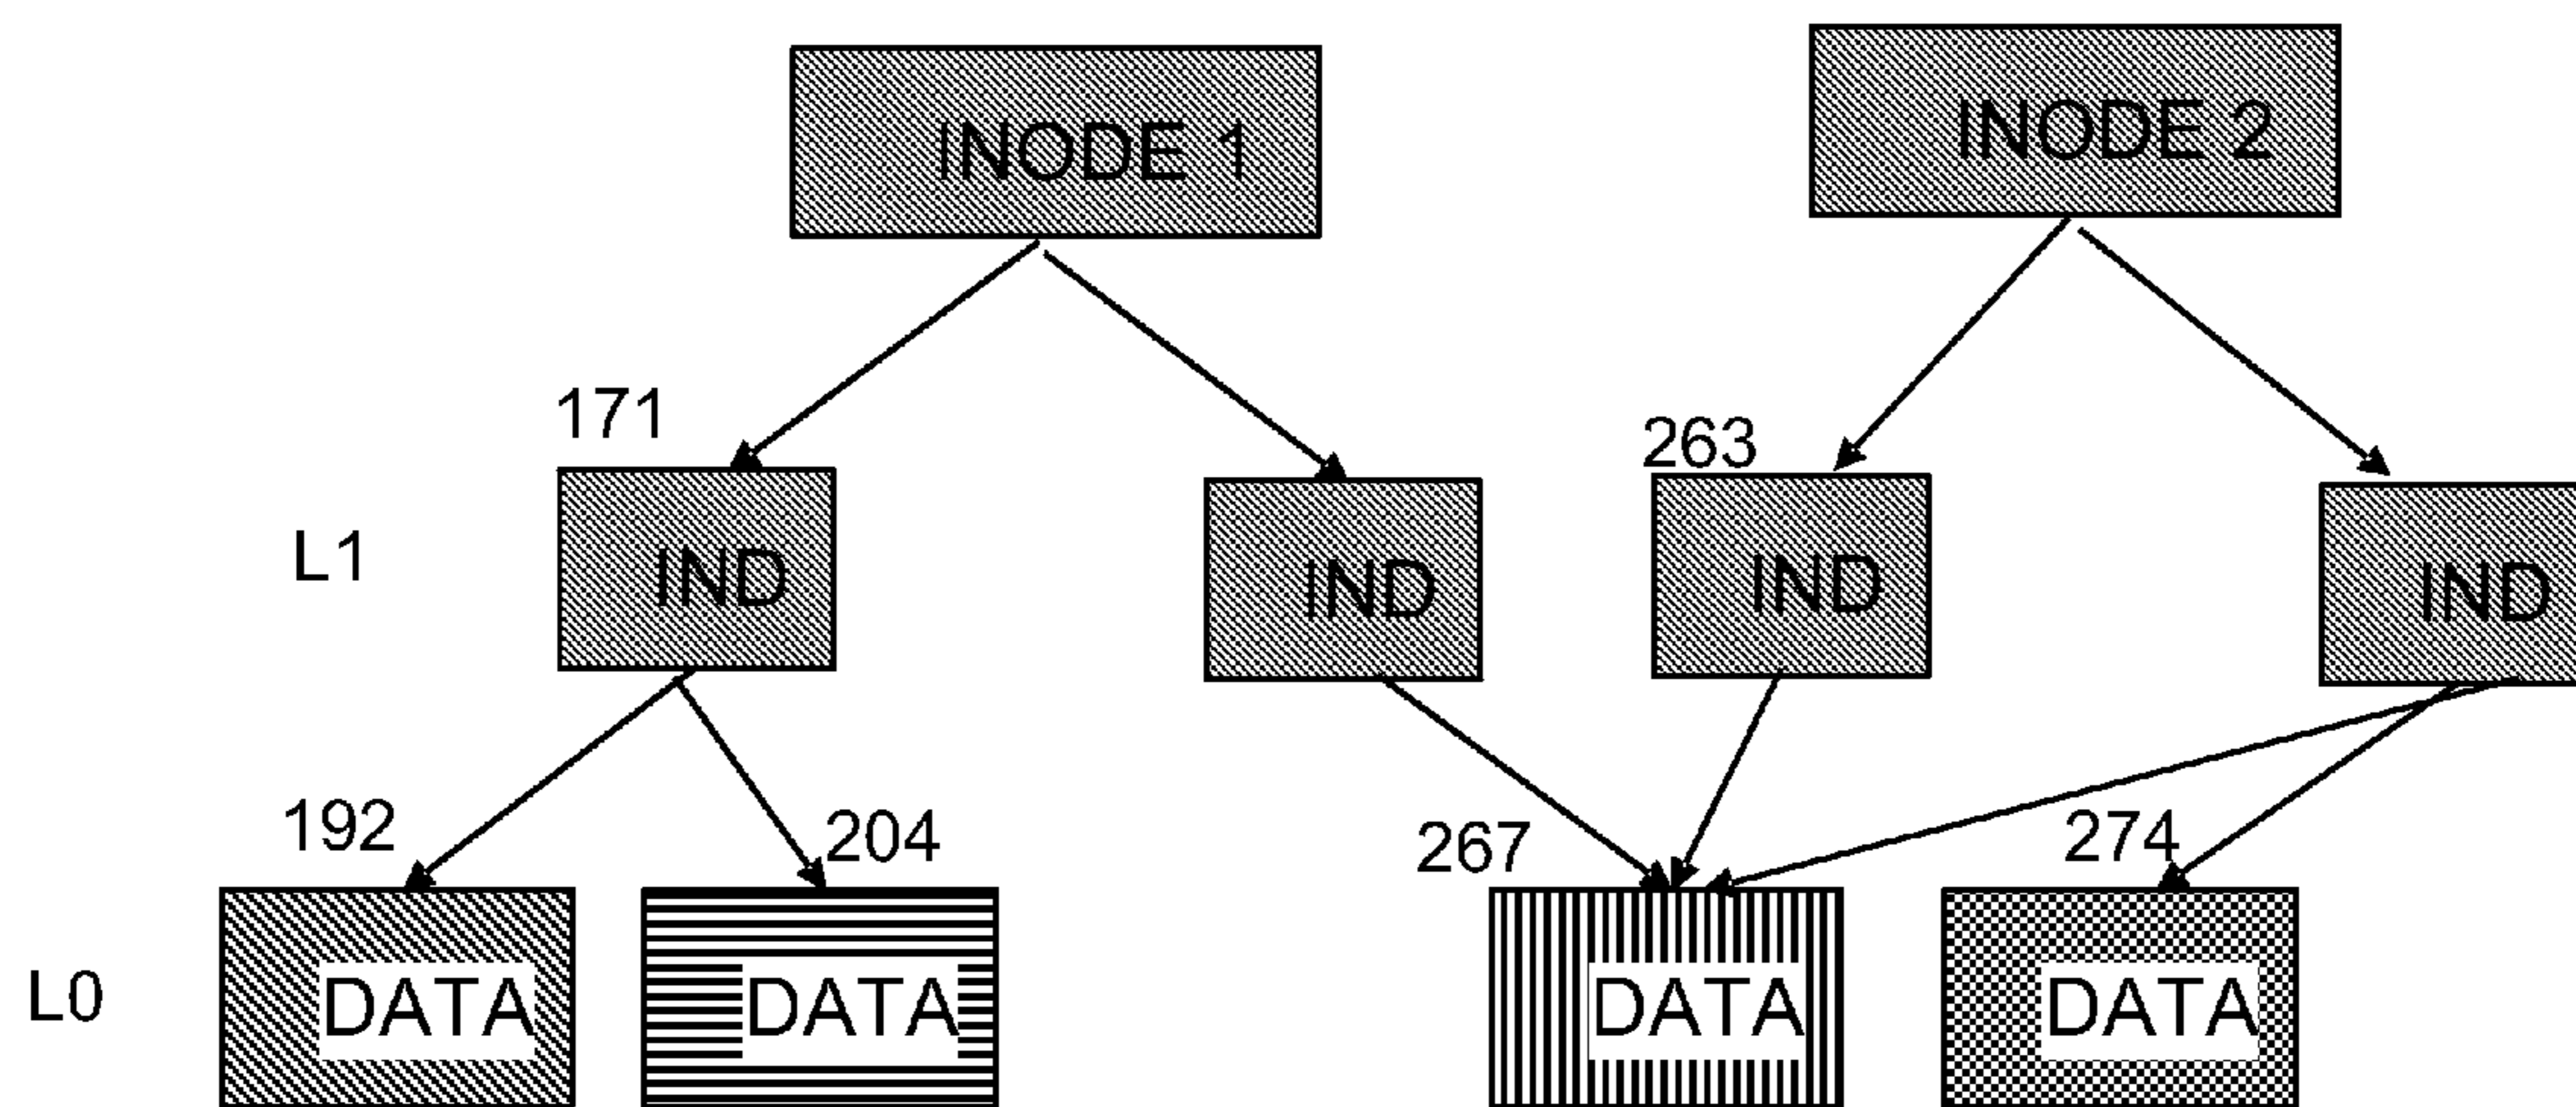 INODE 1
INODE 2
171
263
L1
IND
IND
IND
IND
192
204
267
274
L0
DATA
DATA
DATA
DATA